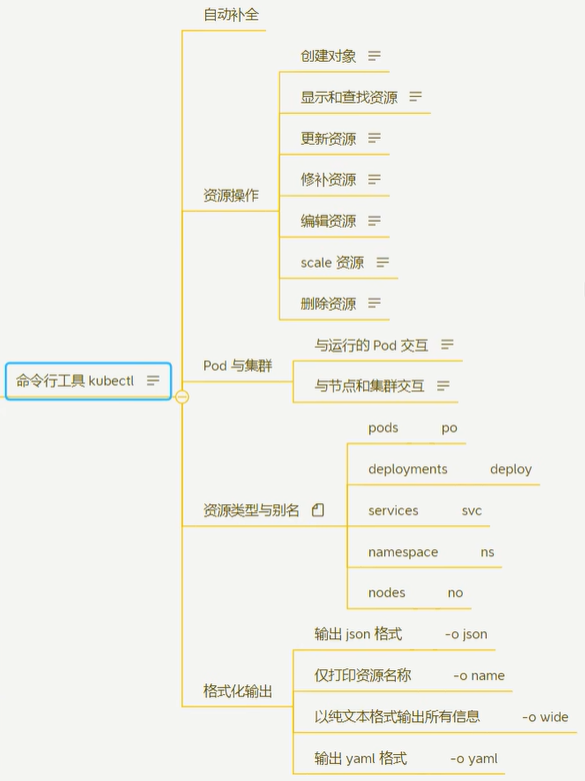 命令行工具 kubectl
自动补全
资源操作
创建对象
显示和查找资源
更新资源
修补资源
编辑资源
scale 资源
删除资源
Pod 与集群
与运行的 Pod 交互
与节点和集群交互
资源类型与别名
pods po
deployments deploy
services svc
namespace ns
nodes no
格式化输出
输出 json 格式 -o json
仅打印资源名称 -o name
以纯文本格式输出所有信息 -o wide
输出 yaml 格式 -o yaml